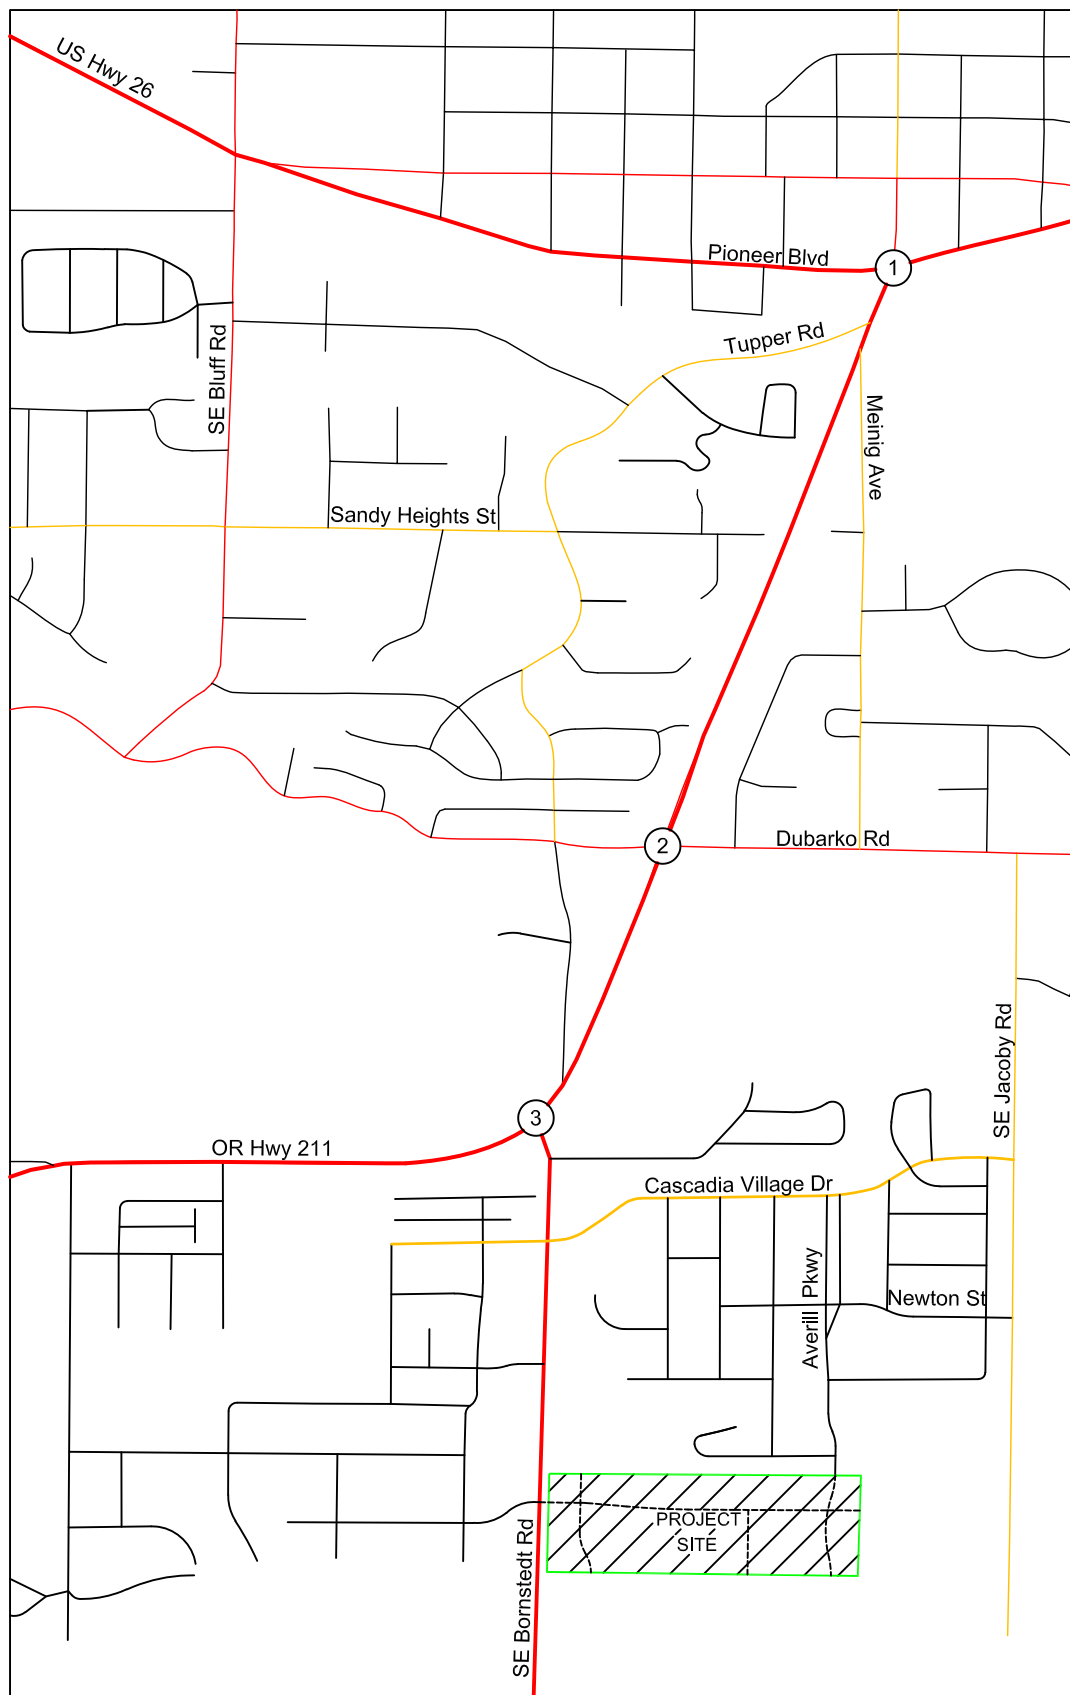 US Hwy 26
Pioneer Blvd
1
Tupper Rd
SE Bluff Rd
Meinig Ave
Sandy Heights St
Dubarko Rd
2
SE Jacoby Rd
3
OR Hwy 211
Cascadia Village Dr
Averill Pkwy
Newton St
PROJECT
SITE
SE Bornstedt Rd